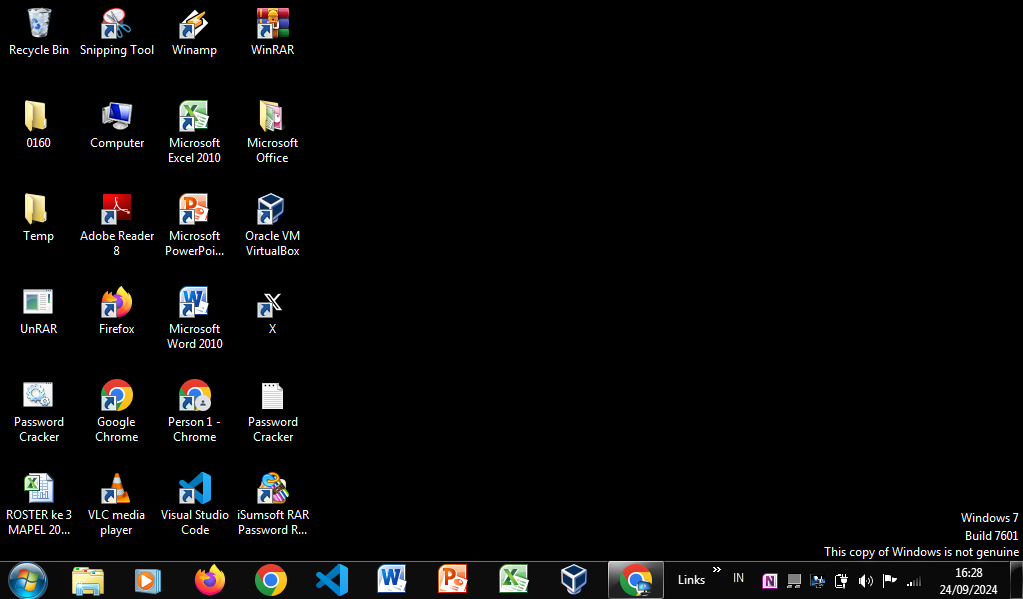 Recycle Bin
Snipping Tool
Winamp
WinRAR
0160
Computer
Microsoft
Excel 2010
Microsoft
Office
Temp
Adobe Reader
8
Microsoft
PowerPoi...
Oracle VM
VirtualBox
UnRAR
Firefox
Microsoft
Word 2010
X
Password
Cracker
Google
Chrome
Person 1 -
Chrome
Password
Cracker
ROSTER ke 3
MAPEL 20...
VLC media
player
Visual Studio
Code
iSumsoft RAR
Password R...
Windows 7
Build 7601
This copy of Windows is not genuine
Links
»
IN
16:28
24/09/2024